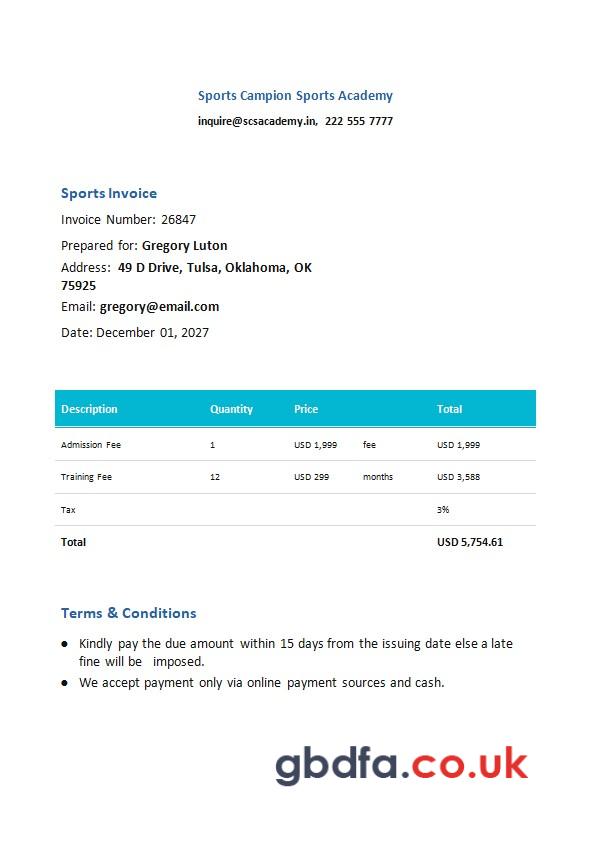 Sports Campion Sports Academy
inquire@scsacademy.in, 222 555 7777
Sports Invoice
Invoice Number: 26847
Prepared for: Gregory Luton
Address: 49 D Drive, Tulsa, Oklahoma, OK
75925
Email: gregory@email.com
Date: December 01, 2027
Description Quantity Price Total
Admission Fee 1 USD 1,999 fee USD 1,999
Training Fee 12 USD 299 months USD 3,588
Tax 3%
Total USD 5,754.61
Terms & Conditions
● Kindly pay the due amount within 15 days from the issuing date else a late
fine will be imposed.
● We accept payment only via online payment sources and cash.
gbdfa.co.uk